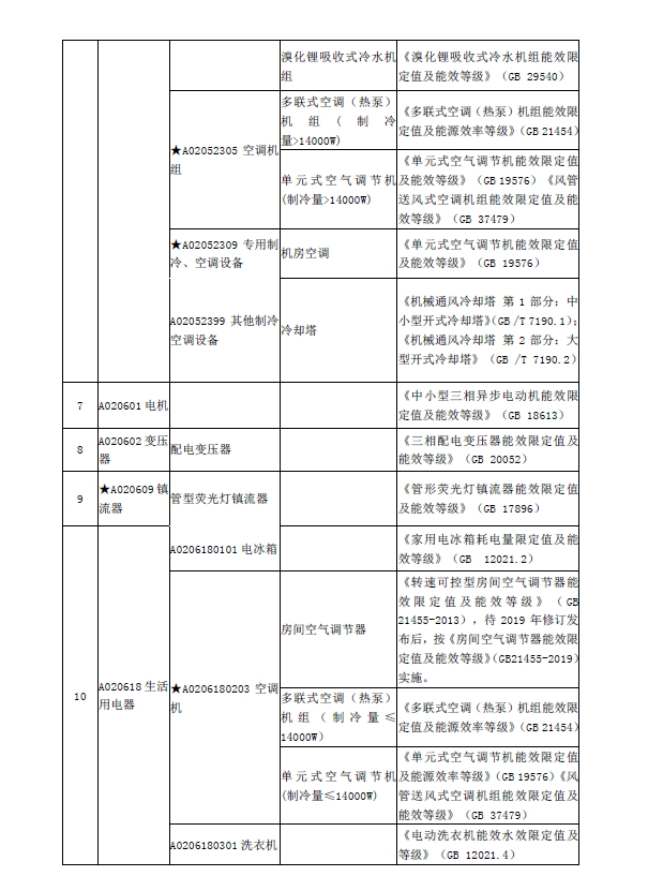 溴化锂吸收式冷水机
组
《溴化锂吸收式冷水机组能效限
定值及能效等级》（GB 29540）
★A02052305 空调机
组
多联式空调（热泵）
机组（制冷
量>14000W)
《多联式空调（热泵）机组能效限
定值及能源效率等级》（GB 21454）
单元式空气调节机
(制冷量>14000W)
《单元式空气调节机能效限定值
及能效等级》（GB 19576）《风管
送风式空调机组能效限定值及能
效等级》（GB 37479）
★A02052309 专用制
冷、空调设备
机房空调
《单元式空气调节机能效限定值
及能效等级》（GB 19576）
A02052399 其他制冷
空调设备
冷却塔
《机械通风冷却塔 第 1 部分：中
小型开式冷却塔》（GB /T 7190.1）；
《机械通风冷却塔 第 2 部分：大
型开式冷却塔》（GB /T 7190.2）
7
A020601 电机
《中小型三相异步电动机能效限
定值及能效等级》（GB 18613）
8
A020602 变压
器
配电变压器
《三相配电变压器能效限定值及
能效等级》（GB 20052）
9
★A020609 镇
流器
管型荧光灯镇流器
《管形荧光灯镇流器能效限定值
及能效等级》（GB 17896）
10
A020618 生活
用电器
A0206180101 电冰箱
《家用电冰箱耗电量限定值及能
效等级》（GB 12021.2）
★A0206180203 空调
机
房间空气调节器
《转速可控型房间空气调节器能
效限定值及能效等级》（GB
21455-2013），待 2019 年修订发
布后，按《房间空气调节器能效限
定值及能效等级》（GB21455-2019）
实施。
多联式空调（热泵）
机组（制冷量≤
14000W）
《多联式空调（热泵）机组能效限
定值及能源效率等级》（GB 21454）
单元式空气调节机
(制冷量≤14000W)
《单元式空气调节机能效限定值
及能源效率等级》（GB 19576）《风
管送风式空调机组能效限定值及
能效等级》（GB 37479）
A0206180301 洗衣机
《电动洗衣机能效水效限定值及
等级》（GB 12021.4）